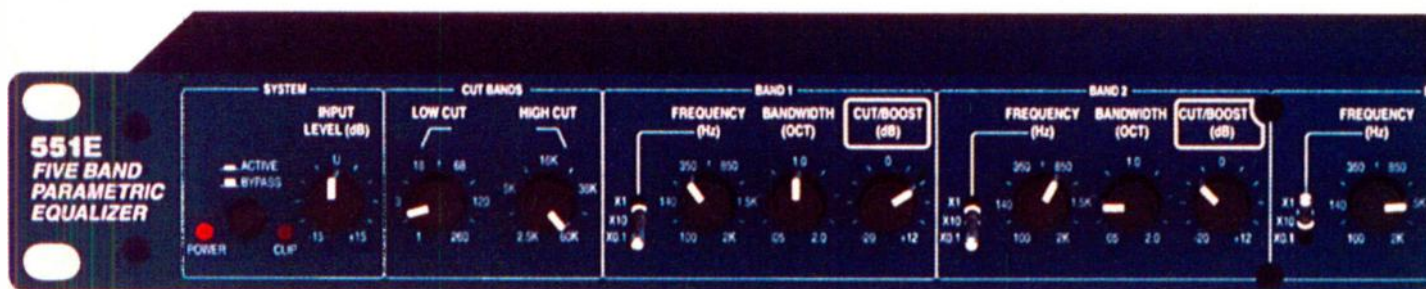 551E
FIVE BAND
PARAMETRIC
EQUALIZER
SYSTEM
INPUT
LEVEL (dB)
U
ACTIVE
BYPASS
-15 +15
POWER CLIP
CUT BANDS
LOW CUT HIGH CUT
18 68
3 120
1 260
10K
5K 30K
2.5K 60K
BAND 1
FREQUENCY
(Hz)
BANDWIDTH
(OCT)
CUT/BOOST
(dB)
X1
X10
X0.1
350 850
140 1.5K
100 2K
1.0
.05 2.0
0
-20 +12
BAND 2
FREQUENCY
(Hz)
BANDWIDTH
(OCT)
CUT/BOOST
(dB)
X1
X10
X0.1
350 850
140 1.5K
100 2K
1.0
.05 2.0
0
-20 +12
FREQUENCY
(Hz)
X1
X10
X0.1
350 850
140
100 2K